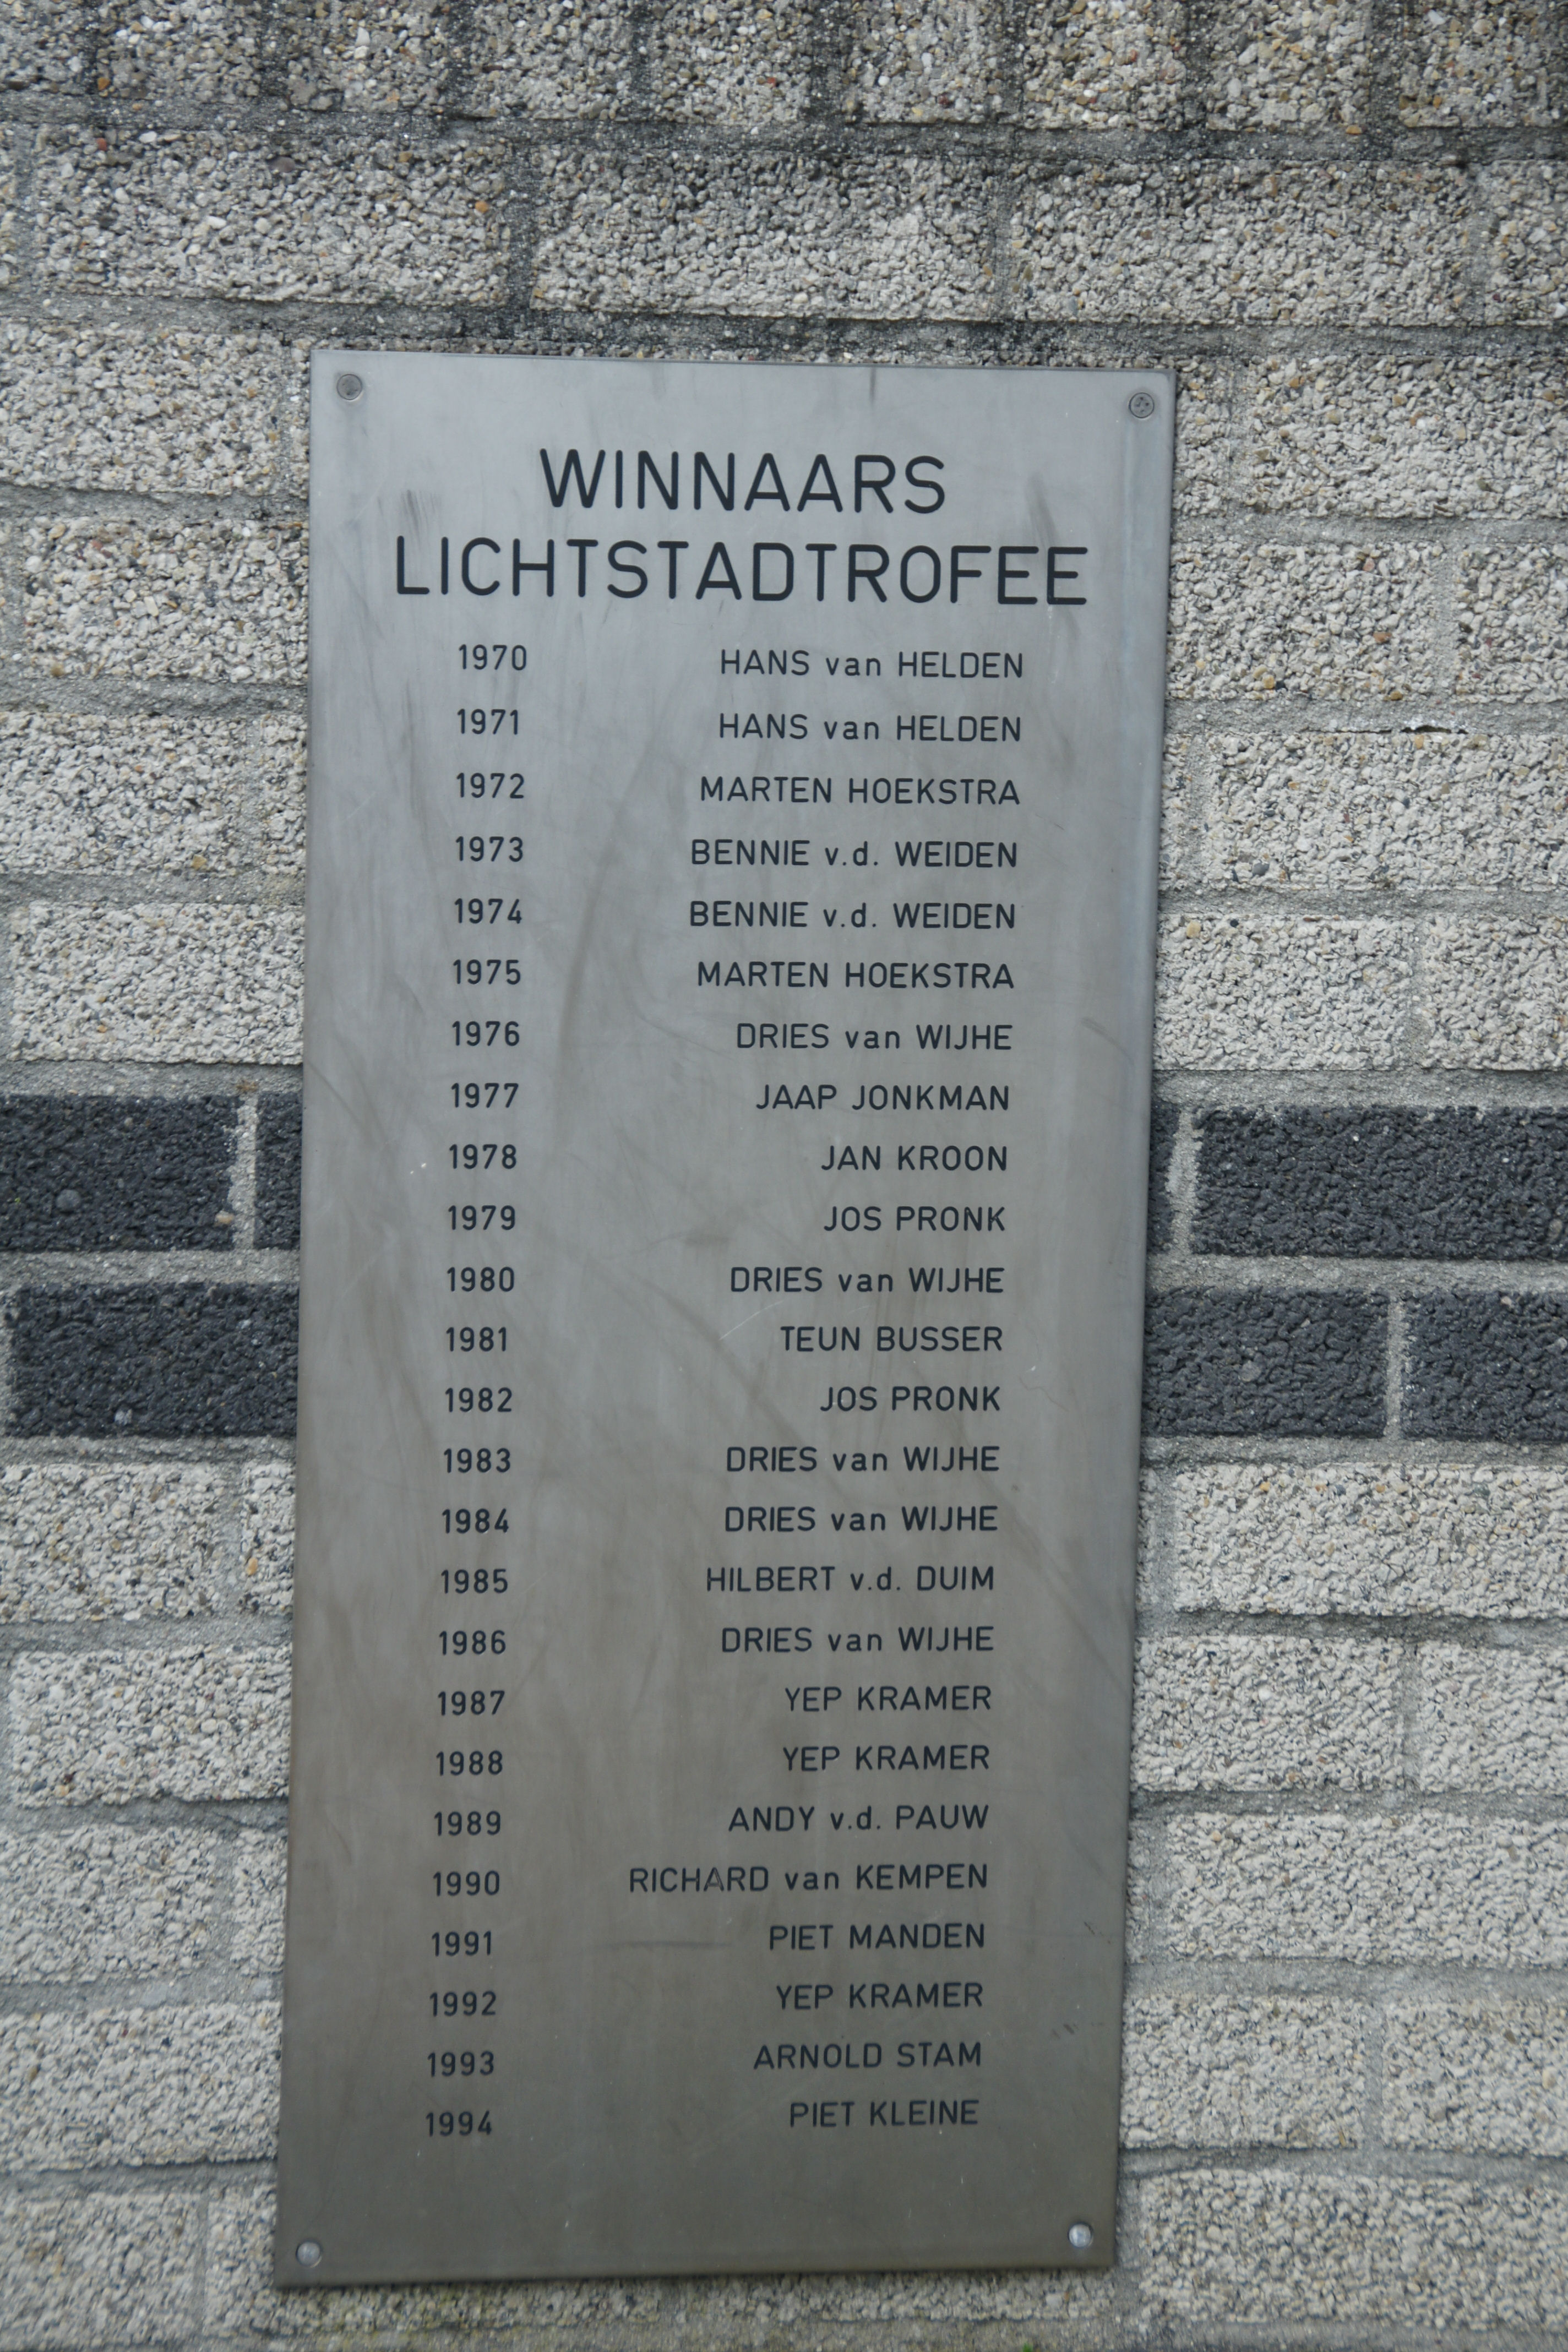 WINNAARS
LICHTSTADTROFEE
1970 HANS van HELDEN
1971 HANS van HELDEN
1972 MARTEN HOEKSTRA
1973 BENNIE v.d. WEIDEN
1974 BENNIE v.d. WEIDEN
1975 MARTEN HOEKSTRA
1976 DRIES van WIJHE
1977 JAAP JONKMAN
1978 JAN KROON
1979 JOS PRONK
1980 DRIES van WIJHE
1981 TEUN BUSSER
1982 JOS PRONK
1983 DRIES van WIJHE
1984 DRIES van WIJHE
1985 HILBERT v.d. DUIM
1986 DRIES van WIJHE
1987 YEP KRAMER
1988 YEP KRAMER
1989 ANDY v.d. PAUW
1990 RICHARD van KEMPEN
1991 PIET MANDEN
1992 YEP KRAMER
1993 ARNOLD STAM
1994 PIET KLEINE